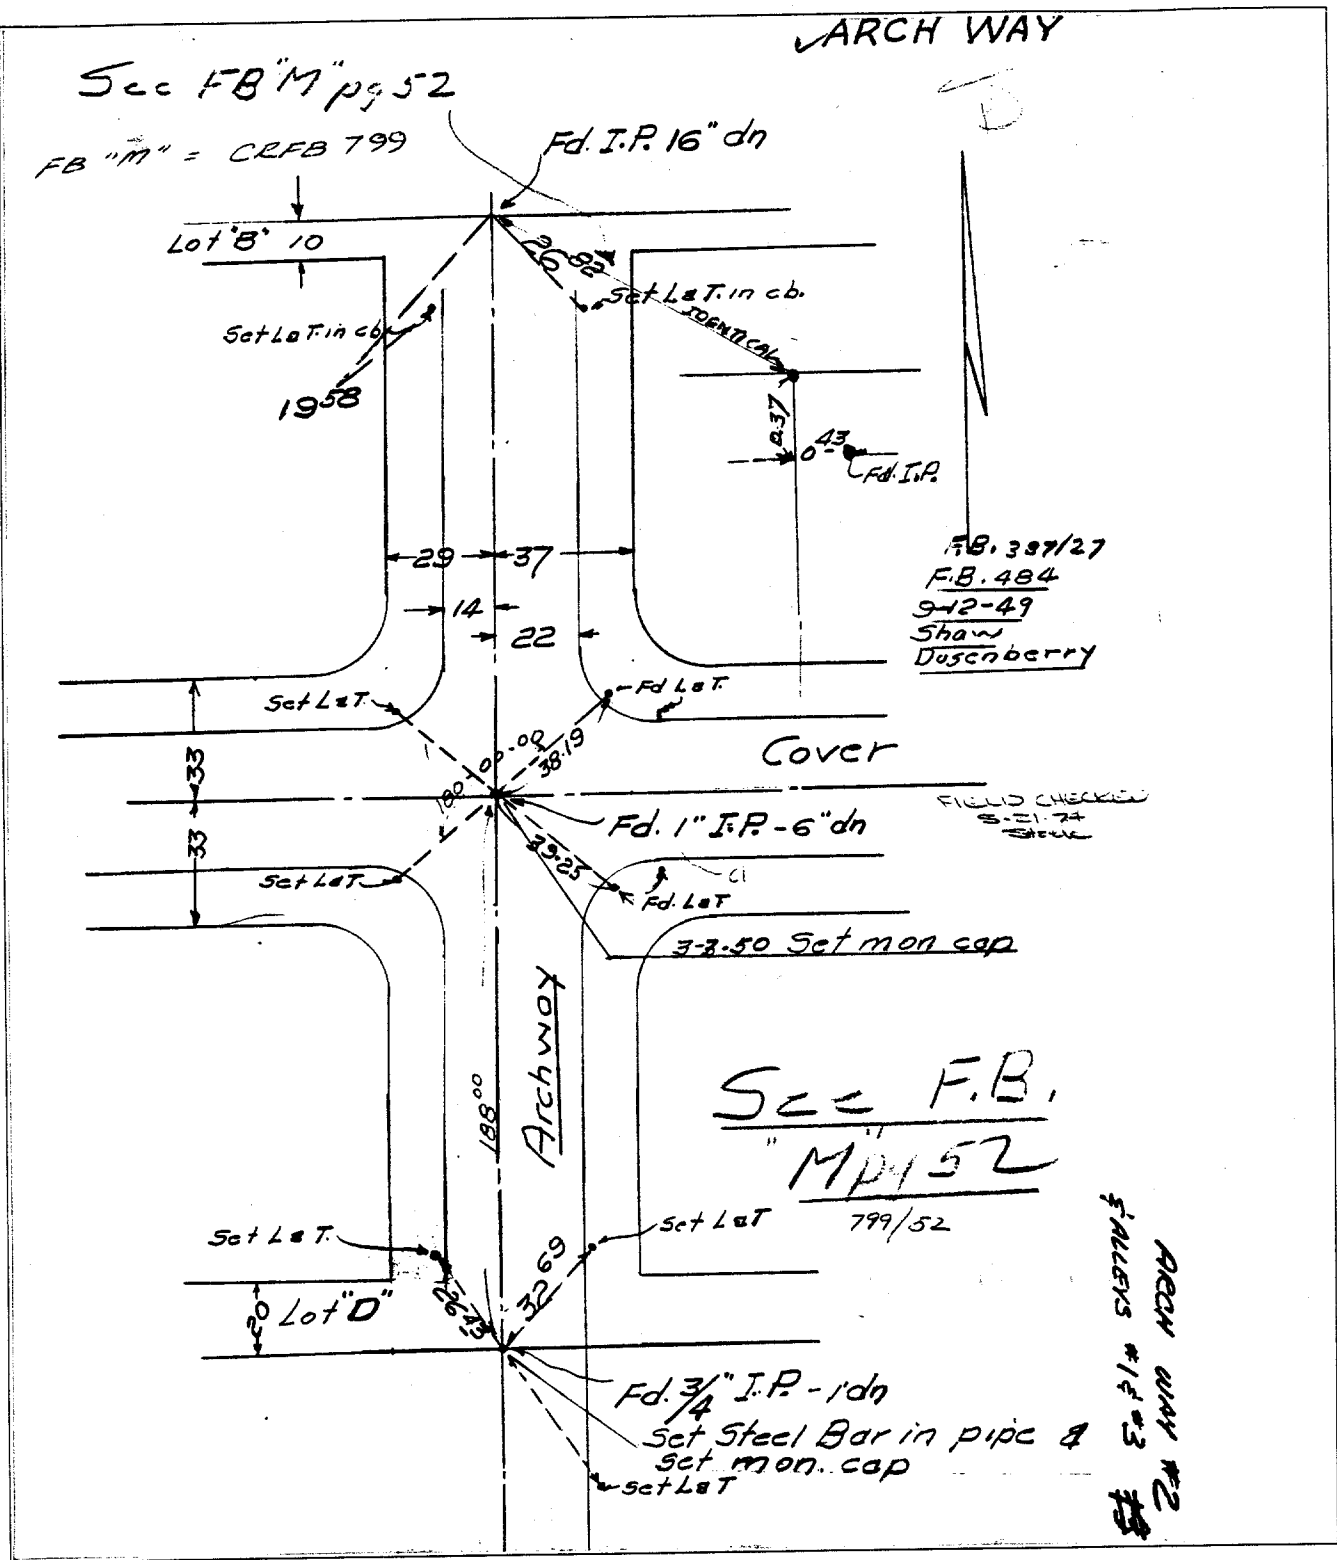 ARCH WAY
See FB "M" pg 52
FB "M" = CRFB 799
Fd. I.P. 16" dn
Lot "B" 10
26.82
Set L&T. in cb.
Set L&T. in cb.
IDENTICAL
19 58
0.37
0 43
Fd. I.P.
29 37
14
22
F.B. 387/27
F.B. 484
9-12-49
Shaw
Dusenberry
Set L&T.
Fd L&T.
33
180-00-00
38.19
Cover
FIELD CHECKED
Fd. 1" I.P. - 6" dn
33
39.25
Set L&T
Fd. L&T
3-3-50 Set mon cap
Archway
188 00
See F.B.
"M" pg 52
799/52
Set L&T.
Set L&T
26 43
32 69
20
Lot "D"
Fd. 3/4" I.P. - 1' dn
Set Steel Bar in pipe &
set mon. cap
Set L&T
ARCH WAY #2
& ALLEYS #1 & #3